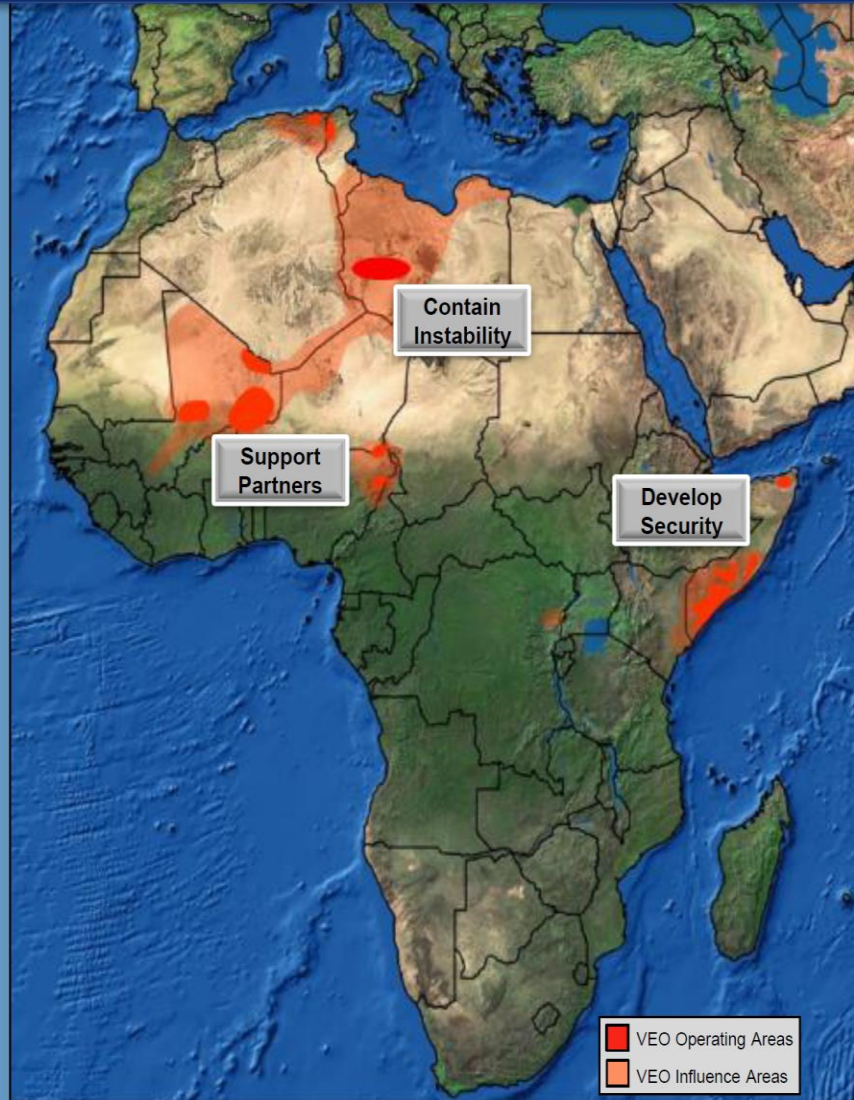 Contain
Instability
Support
Partners
Develop
Security
VEO Operating Areas
VEO Influence Areas